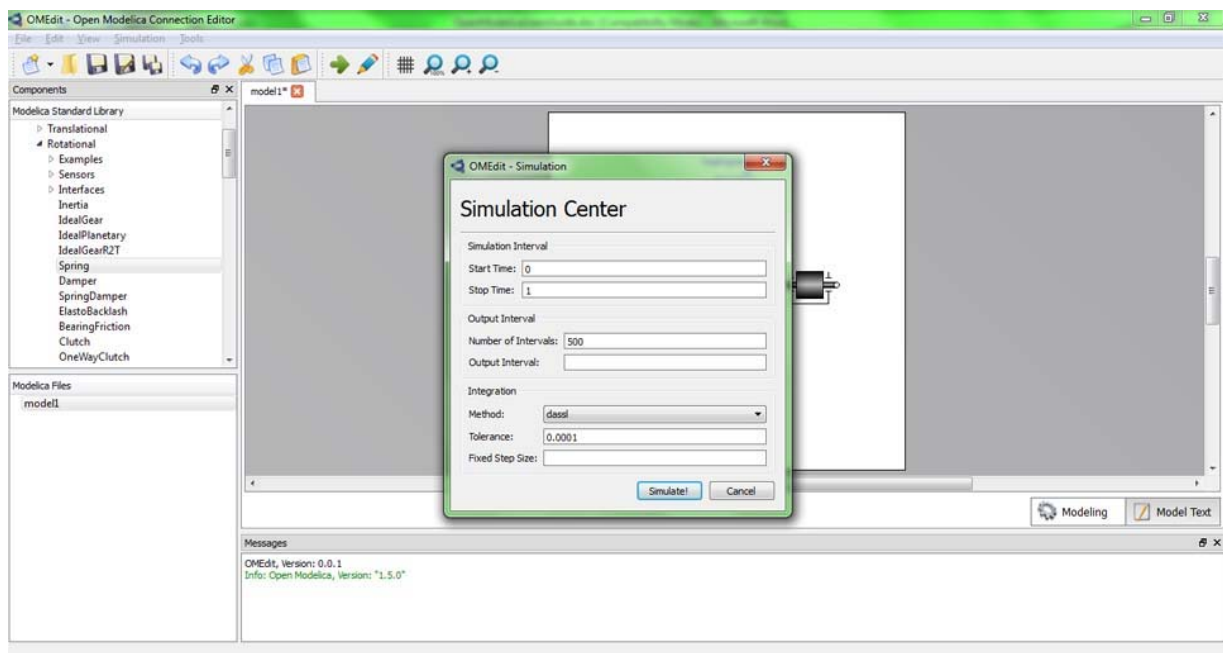 OMEdit - Open Modelica Connection Editor
File Edit View Simulation Tools
Components
model1*
Modelica Standard Library
Translational
Rotational
Examples
Sensors
Interfaces
Inertia
IdealGear
IdealPlanetary
IdealGearR2T
Spring
Damper
SpringDamper
ElastoBacklash
BearingFriction
Clutch
OneWayClutch
Modelica Files
model1
OMEdit - Simulation
Simulation Center
Simulation Interval
Start Time: 0
Stop Time: 1
Output Interval
Number of Intervals: 500
Output Interval:
Integration
Method: dassl
Tolerance: 0.0001
Fixed Step Size:
Simulate! Cancel
Modeling Model Text
Messages
OMEdit, Version: 0.0.1
Info: Open Modelica, Version: "1.5.0"